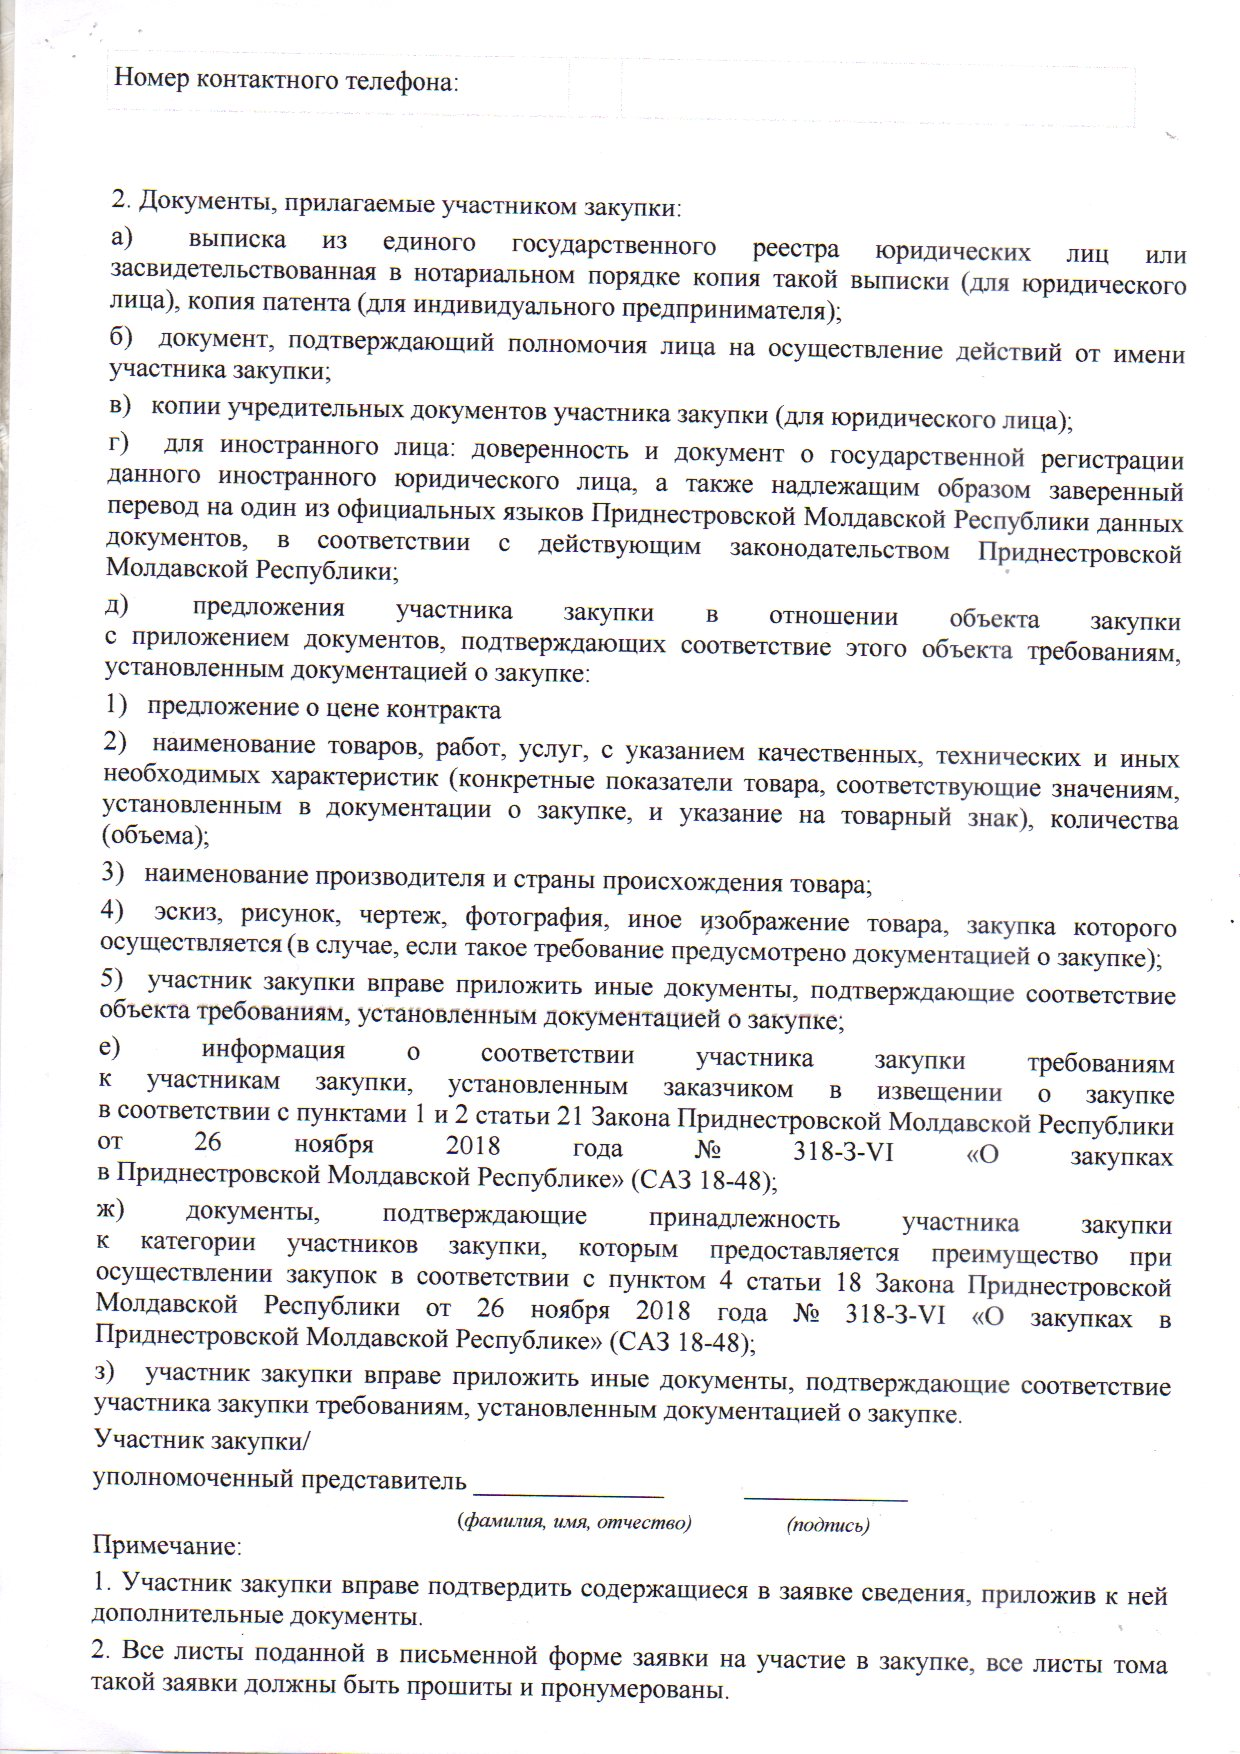 Номер контактного телефона:
2. Документы, прилагаемые участником закупки:
а) выписка из единого государственного реестра юридических лиц или
засвидетельствованная в нотариальном порядке копия такой выписки (для юридического
лица), копия патента (для индивидуального предпринимателя);
б) документ, подтверждающий полномочия лица на осуществление действий от имени
участника закупки;
в) копии учредительных документов участника закупки (для юридического лица);
г) для иностранного лица: доверенность и документ о государственной регистрации
данного иностранного юридического лица, а также надлежащим образом заверенный
перевод на один из официальных языков Приднестровской Молдавской Республики данных
документов, в соответствии с действующим законодательством Приднестровской
Молдавской Республики;
д) предложения участника закупки в отношении объекта закупки
с приложением документов, подтверждающих соответствие этого объекта требованиям,
установленным документацией о закупке:
1) предложение о цене контракта
2) наименование товаров, работ, услуг, с указанием качественных, технических и иных
необходимых характеристик (конкретные показатели товара, соответствующие значениям,
установленным в документации о закупке, и указание на товарный знак), количества
(объема);
3) наименование производителя и страны происхождения товара;
4) эскиз, рисунок, чертеж, фотография, иное изображение товара, закупка которого
осуществляется (в случае, если такое требование предусмотрено документацией о закупке);
5) участник закупки вправе приложить иные документы, подтверждающие соответствие
объекта требованиям, установленным документацией о закупке;
е) информация о соответствии участника закупки требованиям
к участникам закупки, установленным заказчиком в извещении о закупке
в соответствии с пунктами 1 и 2 статьи 21 Закона Приднестровской Молдавской Республики
от 26 ноября 2018 года № 318-З-VI «О закупках
в Приднестровской Молдавской Республике» (САЗ 18-48);
ж) документы, подтверждающие принадлежность участника закупки
к категории участников закупки, которым предоставляется преимущество при
осуществлении закупок в соответствии с пунктом 4 статьи 18 Закона Приднестровской
Молдавской Республики от 26 ноября 2018 года № 318-З-VI «О закупках в
Приднестровской Молдавской Республике» (САЗ 18-48);
з) участник закупки вправе приложить иные документы, подтверждающие соответствие
участника закупки требованиям, установленным документацией о закупке.
Участник закупки/
уполномоченный представитель ______________ ____________
(фамилия, имя, отчество) (подпись)
Примечание:
1. Участник закупки вправе подтвердить содержащиеся в заявке сведения, приложив к ней
дополнительные документы.
2. Все листы поданной в письменной форме заявки на участие в закупке, все листы тома
такой заявки должны быть прошиты и пронумерованы.